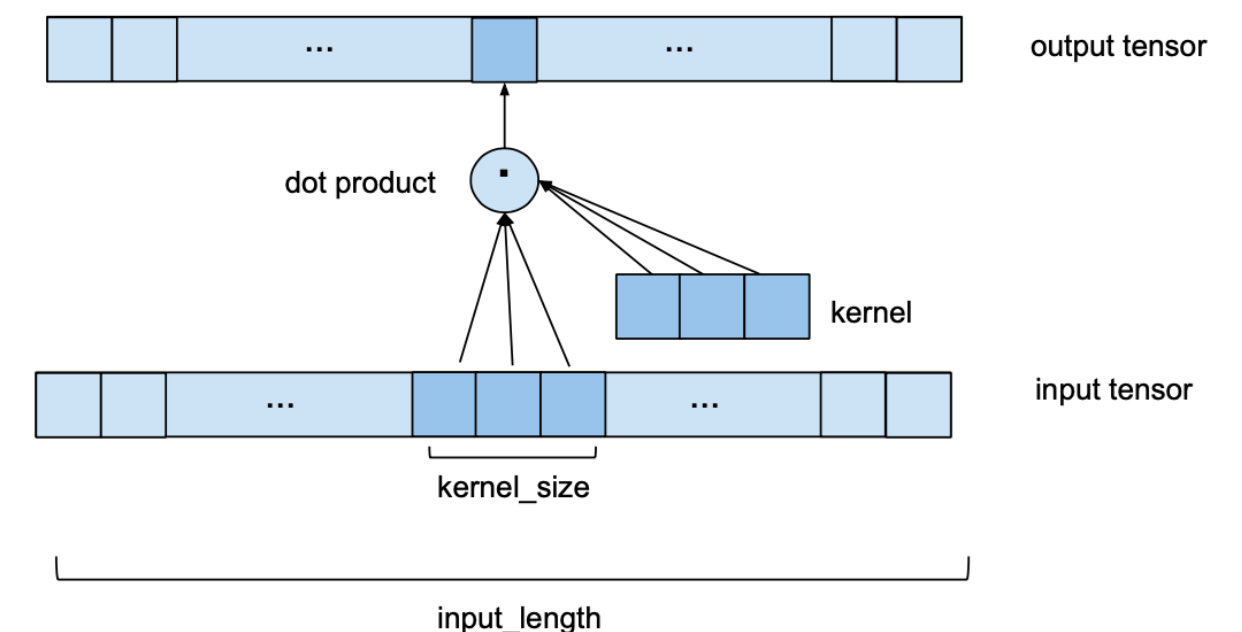 ...
...
output tensor
dot product
kernel
...
...
input tensor
kernel_size
input_length